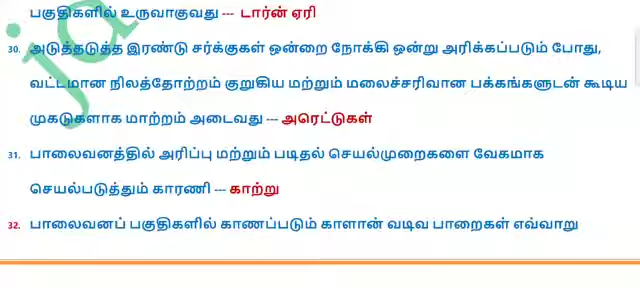 பகுதிகளில் உருவாகுவது --- டார்ன் ஏரி
30. அடுத்தடுத்த இரண்டு சர்க்குகள் ஒன்றை நோக்கி ஒன்று அரிக்கப்படும் போது,
வட்டமான நிலத்தோற்றம் குறுகிய மற்றும் மலைச்சரிவான பக்கங்களுடன் கூடிய
முகடுகளாக மாற்றம் அடைவது --- அரெட்டுகள்
31. பாலைவனத்தில் அரிப்பு மற்றும் படிதல் செயல்முறைகளை வேகமாக
செயல்படுத்தும் காரணி --- காற்று
32. பாலைவனப் பகுதிகளில் காணப்படும் காளான் வடிவ பாறைகள் எவ்வாறு